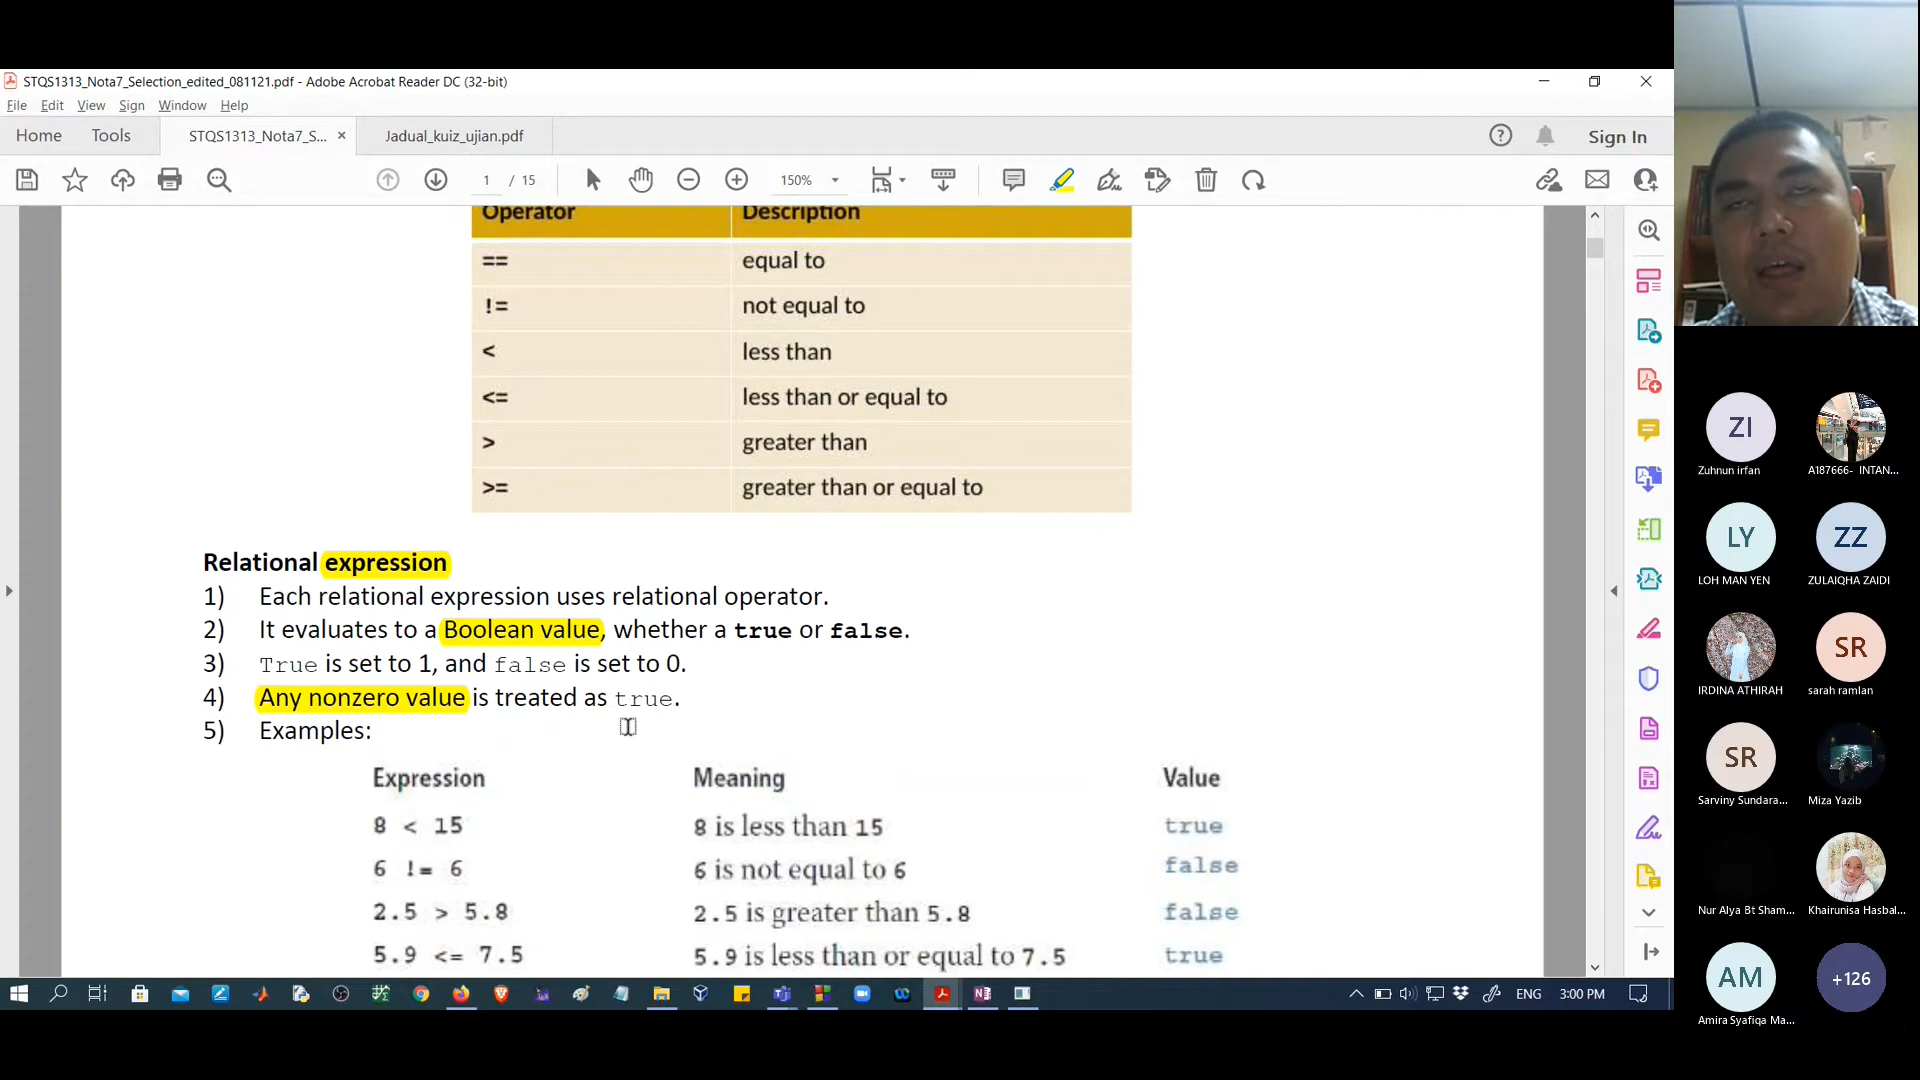 STQS1313_Nota7_Selection_edited_081121.pdf - Adobe Acrobat Reader DC (32-bit)
File Edit View Sign Window Help
Home Tools STQS1313_Nota7_S... × Jadual_kuiz_ujian.pdf Sign In
1 / 15 150%
Operator Description
== equal to
!= not equal to
< less than
<= less than or equal to
> greater than
>= greater than or equal to
Relational expression
1) Each relational expression uses relational operator.
2) It evaluates to a Boolean value, whether a true or false.
3) True is set to 1, and false is set to 0.
4) Any nonzero value is treated as true.
5) Examples:
Expression Meaning Value
8 < 15 8 is less than 15 true
6 != 6 6 is not equal to 6 false
2.5 > 5.8 2.5 is greater than 5.8 false
5.9 <= 7.5 5.9 is less than or equal to 7.5 true
ENG 3:00 PM
ZI
Zuhnun irfan A187666- INTAN...
LY ZZ
LOH MAN YEN ZULAIQHA ZAIDI
SR
IRDINA ATHIRAH sarah ramlan
SR
Sarviny Sundara... Miza Yazib
Nur Alya Bt Sham... Khairunisa Hasbal...
AM +126
Amira Syafiqa Ma...